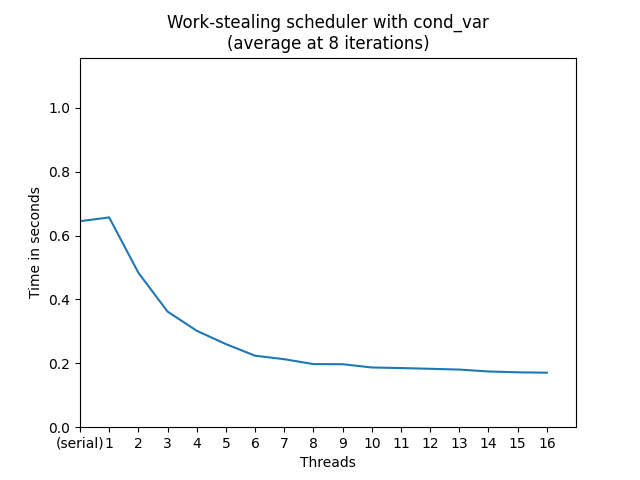 Work-stealing scheduler with cond_var
(average at 8 iterations)
1.0
0.8
0.6
0.4
0.2
0.0
Time in seconds
(serial) 1 2 3 4 5 6 7 8 9 10 11 12 13 14 15 16
Threads